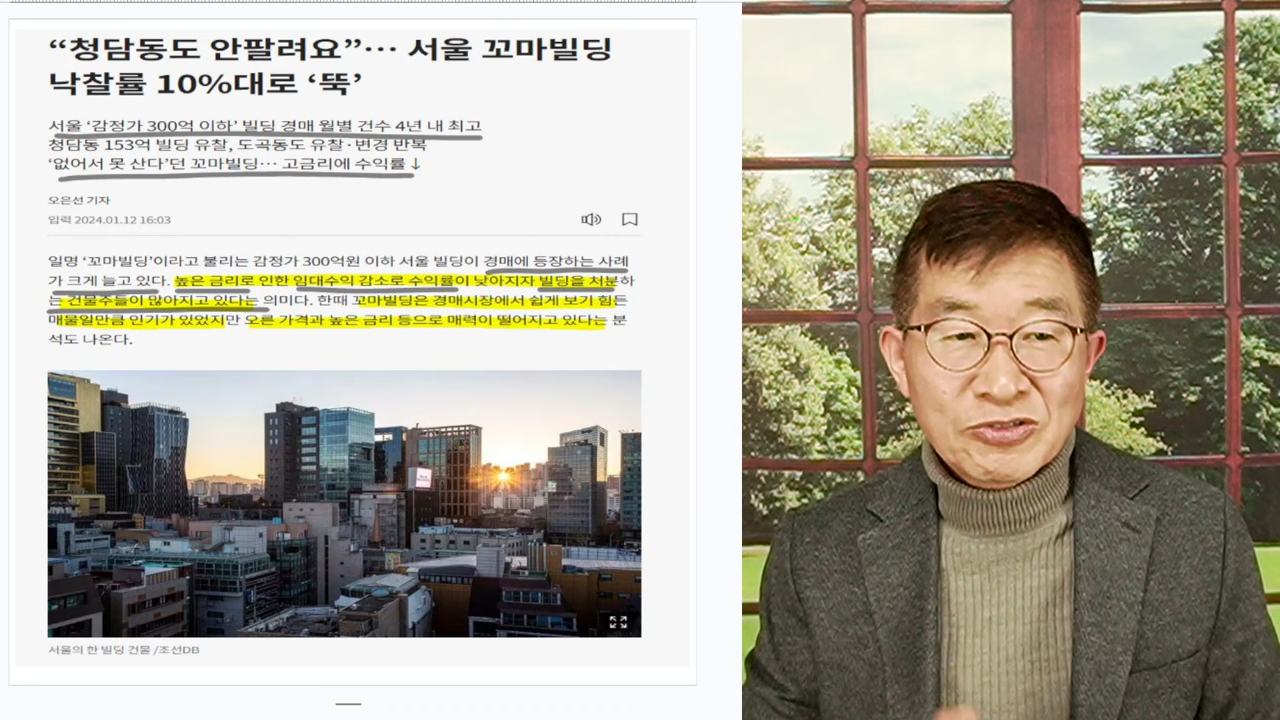 “청담동도 안팔려요”… 서울 꼬마빌딩
낙찰률 10%대로 ‘뚝’
서울 ‘감정가 300억 이하’ 빌딩 경매 월별 건수 4년 내 최고
청담동 153억 빌딩 유찰, 도곡동도 유찰·변경 반복
‘없어서 못 산다’던 꼬마빌딩… 고금리에 수익률↓
오은선 기자
입력 2024.01.12 16:03
일명 ‘꼬마빌딩’이라고 불리는 감정가 300억원 이하 서울 빌딩이 경매에 등장하는 사례
가 크게 늘고 있다. 높은 금리로 인한 임대수익 감소로 수익률이 낮아지자 빌딩을 처분하
는 건물주들이 많아지고 있다는 의미다. 한때 꼬마빌딩은 경매시장에서 쉽게 보기 힘든
매물일만큼 인기가 있었지만 오른 가격과 높은 금리 등으로 매력이 떨어지고 있다는 분
석도 나온다.
서울의 한 빌딩 건물 /조선DB